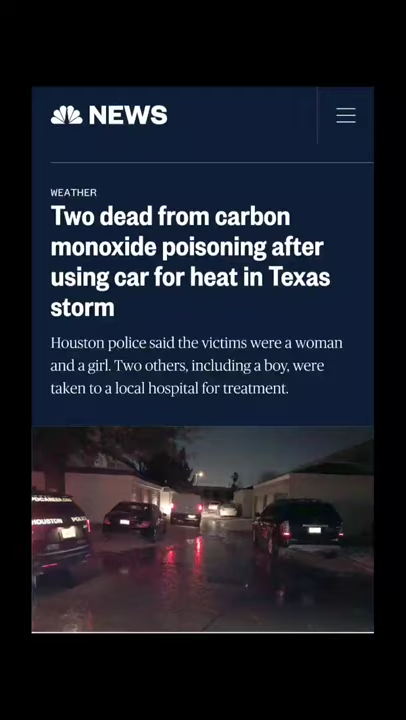 NEWS
WEATHER
Two dead from carbon
monoxide poisoning after
using car for heat in Texas
storm
Houston police said the victims were a woman
and a girl. Two others, including a boy, were
taken to a local hospital for treatment.
HOUSTON POLICE